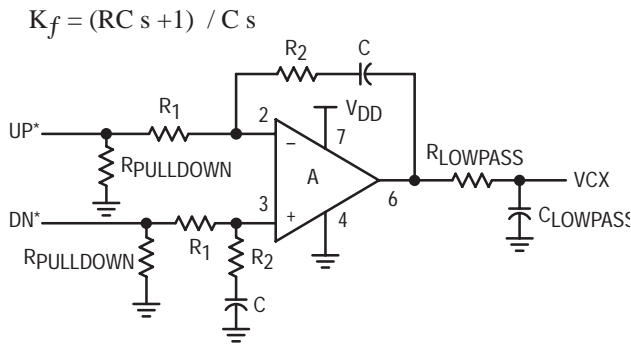 K_f = (RC s +1) / C s
R2
C
R1
2
VDD
UP*
−
7
RPULLDOWN
A
RLOWPASS
VCX
6
3
DN*
+
4
CLOWPASS
R1
R2
RPULLDOWN
C